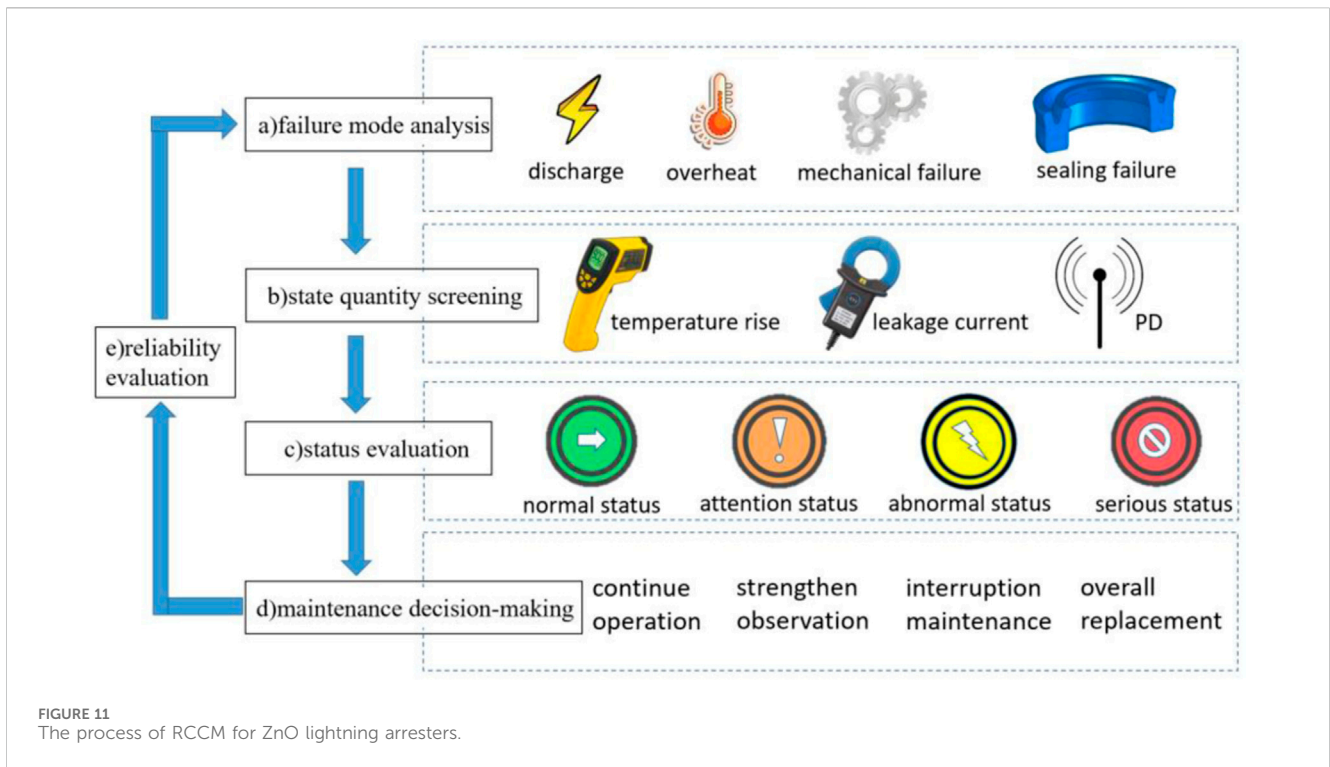 a)failure mode analysis
discharge
overheat
mechanical failure
sealing failure
b)state quantity screening
temperature rise
leakage current
PD
e)reliability
evaluation
c)status evaluation
normal status
attention status
abnormal status
serious status
d)maintenance decision-making
continue
operation
strengthen
observation
interruption
maintenance
overall
replacement
FIGURE 11
The process of RCCM for ZnO lightning arresters.